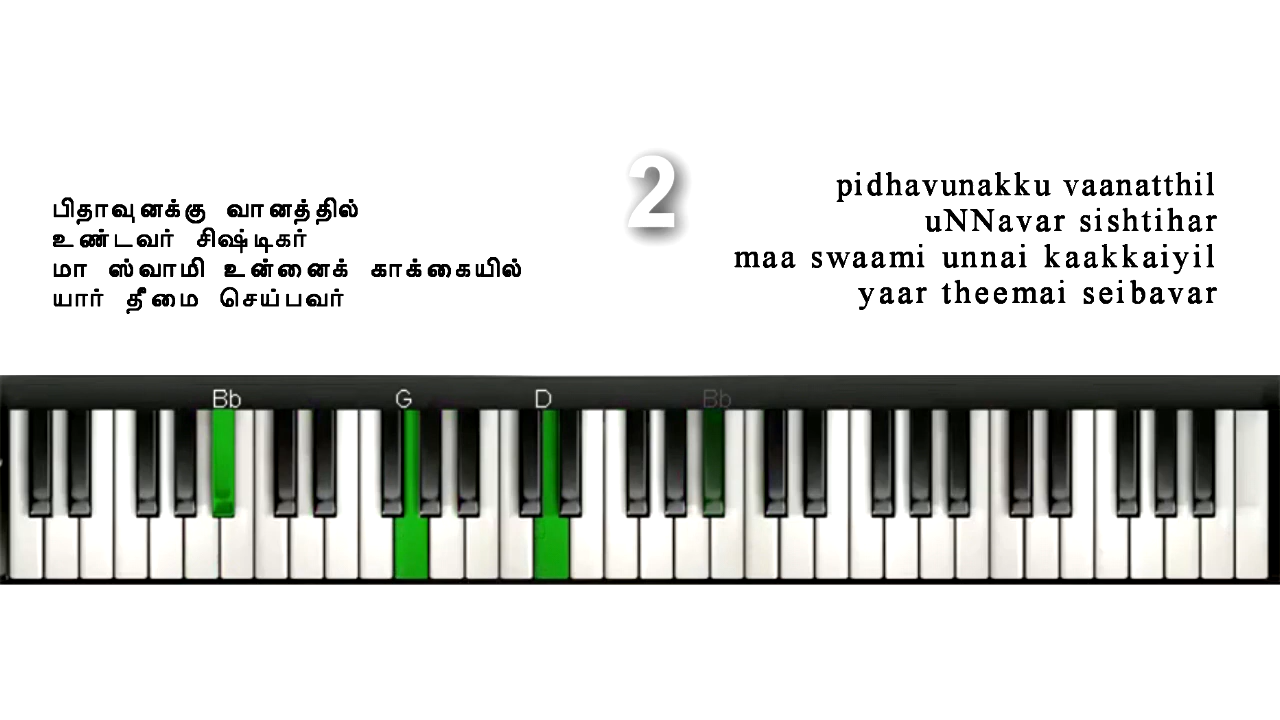 பிதாவுனக்கு வானத்தில்
உண்டவர் சிஷ்டிகர்
மா ஸ்வாமி உன்னைக் காக்கையில்
யார் தீமை செய்பவர்
2
pidhavunakku vaanatthil
uNNavar sishtihar
maa swaami unnai kaakkaiyil
yaar theemai seibavar
Bb G D Bb